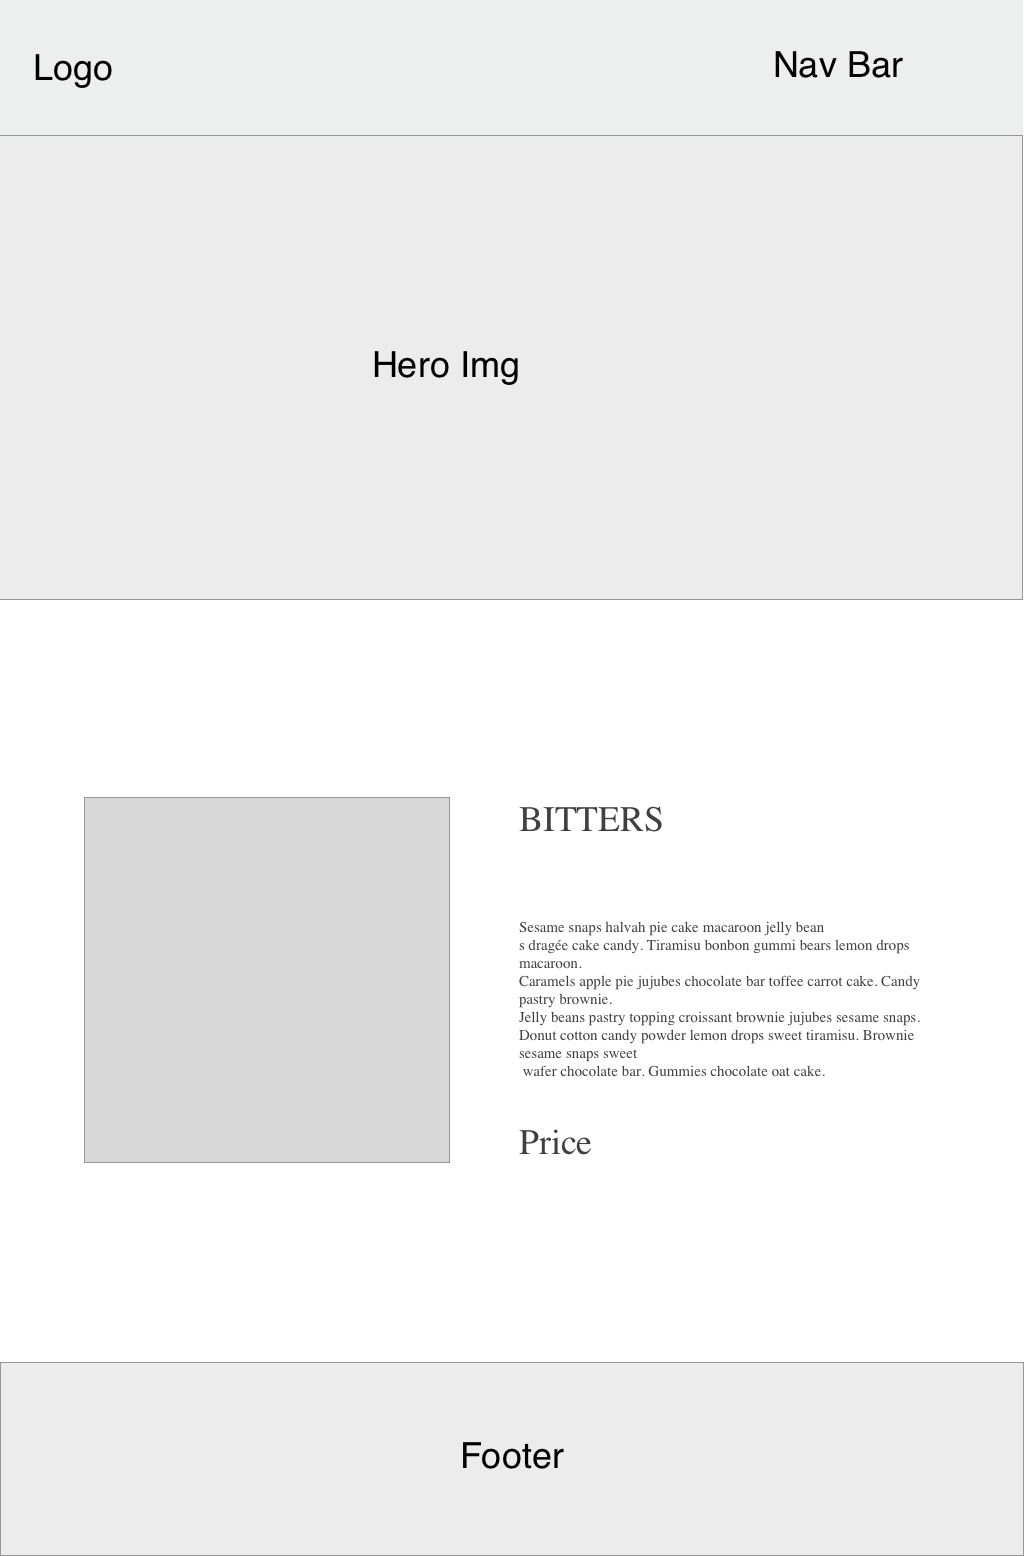 Logo
Nav Bar
Hero Img
BITTERS
Sesame snaps halvah pie cake macaroon jelly bean
s dragée cake candy. Tiramisu bonbon gummi bears lemon drops
macaroon.
Caramels apple pie jujubes chocolate bar toffee carrot cake. Candy
pastry brownie.
Jelly beans pastry topping croissant brownie jujubes sesame snaps.
Donut cotton candy powder lemon drops sweet tiramisu. Brownie
sesame snaps sweet
wafer chocolate bar. Gummies chocolate oat cake.
Price
Footer